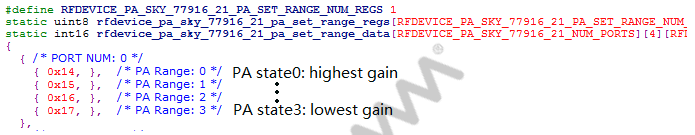 #define RFDEVICE_PA_SKY_77916_21_PA_SET_RANGE_NUM_REGS 1
static uint8 rfdevice_pa_sky_77916_21_pa_set_range_regs[RFDEVICE_PA_SKY_77916_21_PA_SET_RANGE_NUM_
static int16 rfdevice_pa_sky_77916_21_pa_set_range_data[RFDEVICE_PA_SKY_77916_21_NUM_PORTS][4][RF
{
{ /* PORT NUM: 0 */
{ 0x14, }, /* PA Range: 0 */ PA state0: highest gain
{ 0x15, }, /* PA Range: 1 */
{ 0x16, }, /* PA Range: 2 */
{ 0x17, }, /* PA Range: 3 */ PA state3: lowest gain
},